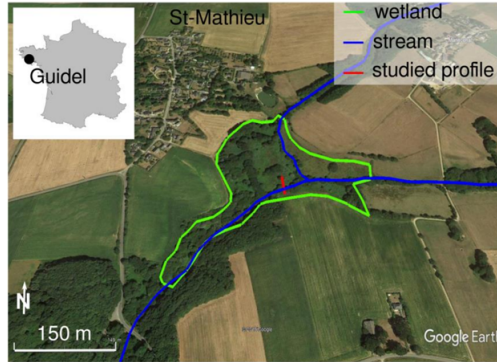 St-Mathieu
wetland
stream
studied profile
Guidel
N
150 m
Google Earth